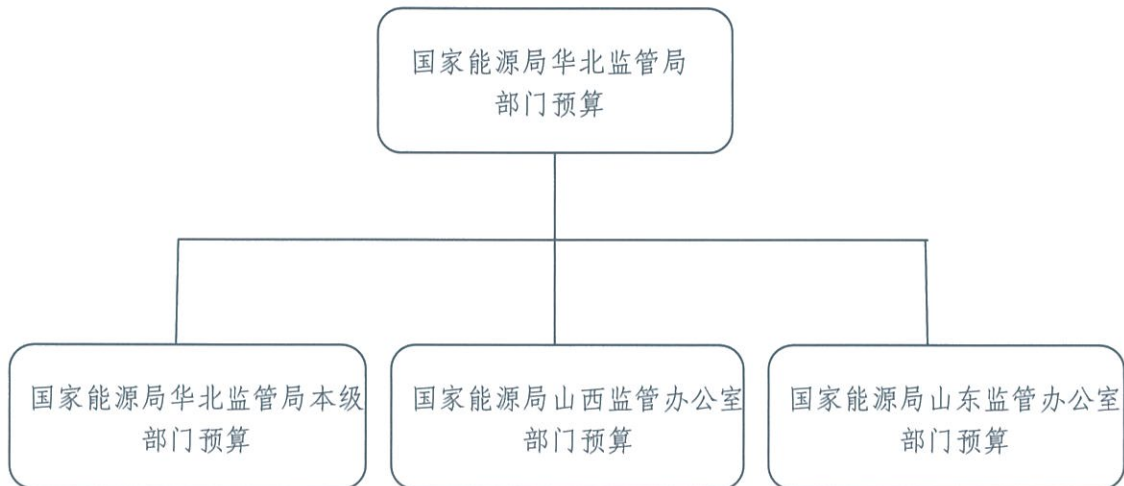 国家能源局华北监管局
部门预算
国家能源局华北监管局本级
部门预算
国家能源局山西监管办公室
部门预算
国家能源局山东监管办公室
部门预算